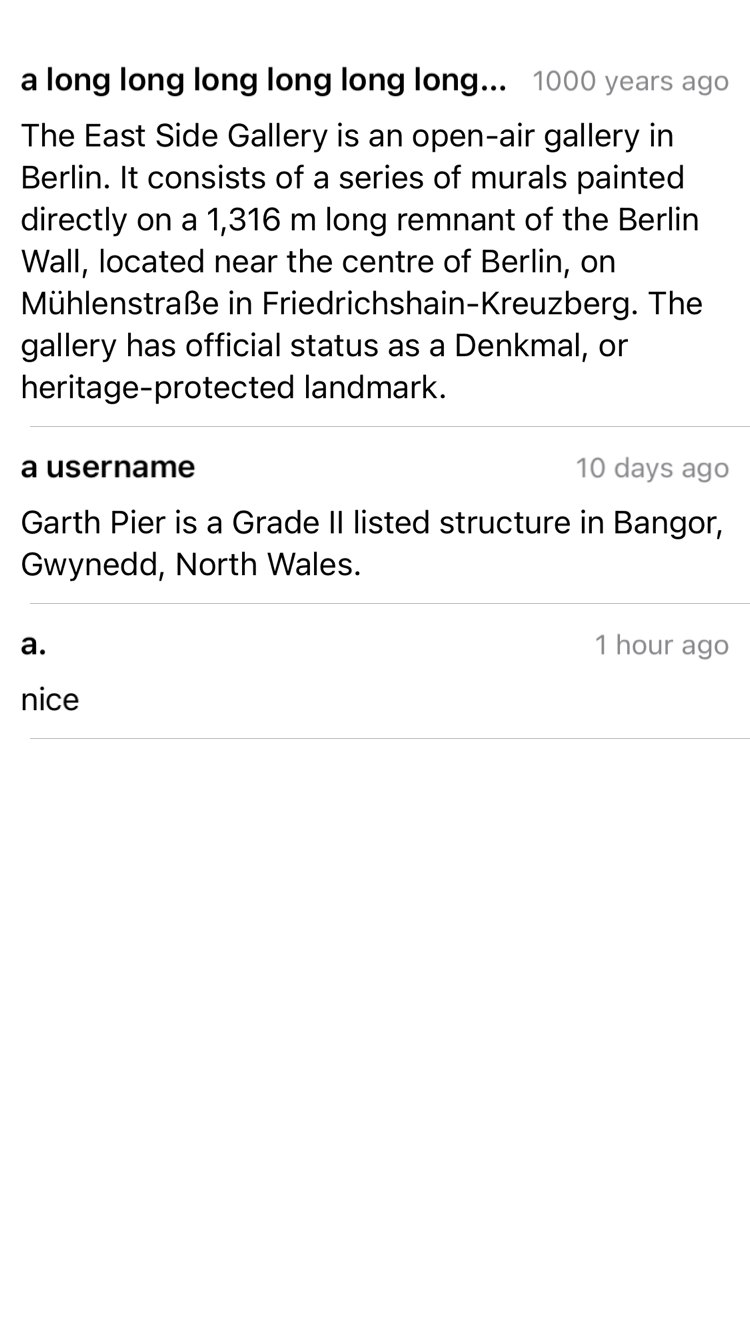 a long long long long long long... 1000 years ago
The East Side Gallery is an open-air gallery in
Berlin. It consists of a series of murals painted
directly on a 1,316 m long remnant of the Berlin
Wall, located near the centre of Berlin, on
Mühlenstraße in Friedrichshain-Kreuzberg. The
gallery has official status as a Denkmal, or
heritage-protected landmark.
a username 10 days ago
Garth Pier is a Grade II listed structure in Bangor,
Gwynedd, North Wales.
a. 1 hour ago
nice